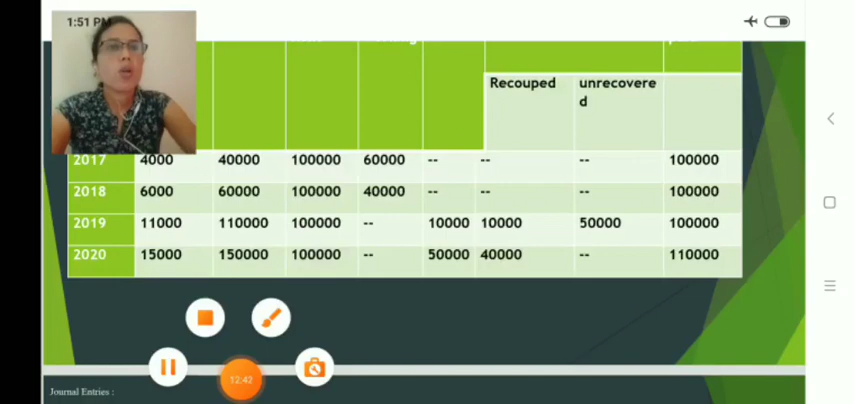 1:51 PM
Recouped unrecovere
d
2017 4000 40000 100000 60000 -- -- -- 100000
2018 6000 60000 100000 40000 -- -- -- 100000
2019 11000 110000 100000 -- 10000 10000 50000 100000
2020 15000 150000 100000 -- 50000 40000 -- 110000
12:42
Journal Entries :